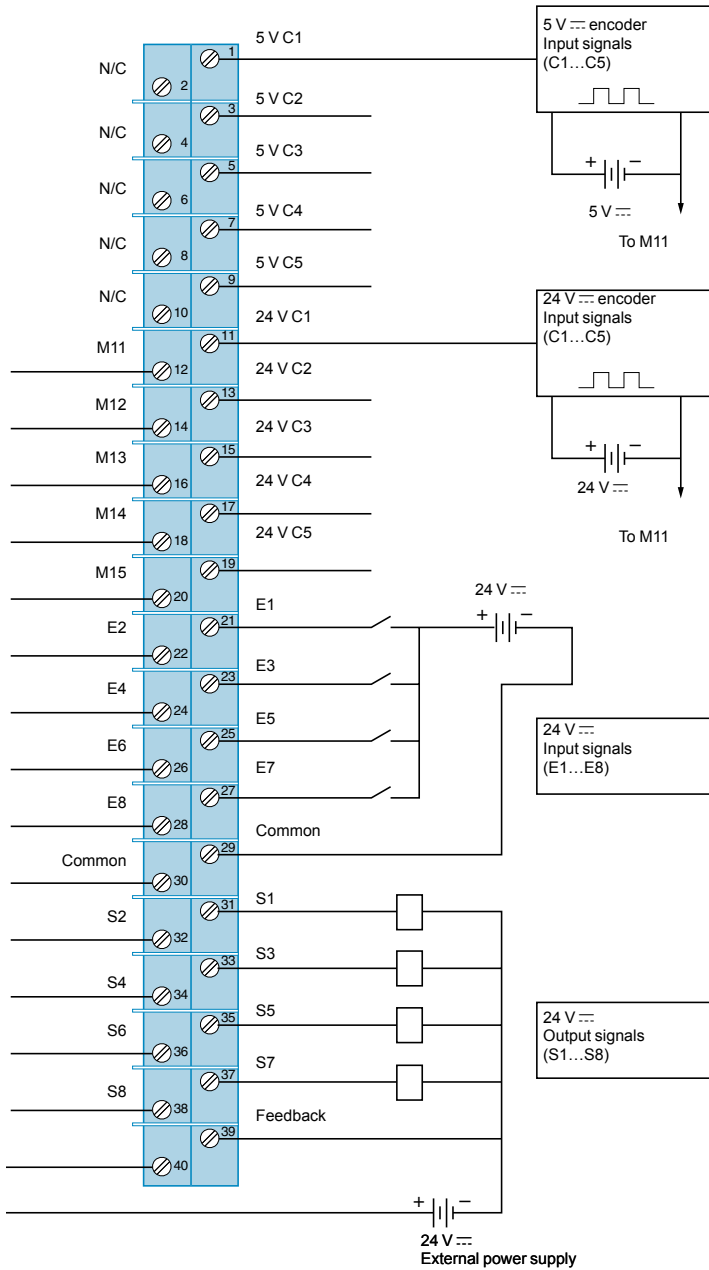 5 V C1
1
N/C
2
5 V C2
3
N/C
4
5 V C3
5
N/C
6
5 V C4
7
N/C
8
5 V C5
9
N/C
10
24 V C1
11
M11
12
24 V C2
13
M12
14
24 V C3
15
M13
16
24 V C4
17
M14
18
24 V C5
19
M15
20
E1
21
E2
22
E3
23
E4
24
E5
25
E6
26
E7
27
E8
28
Common
29
Common
30
S1
31
S2
32
S3
33
S4
34
S5
35
S6
36
S7
37
S8
38
Feedback
39
40
5 V ⎓ encoder
Input signals
(C1…C5)
+ −
5 V ⎓
To M11
24 V ⎓ encoder
Input signals
(C1…C5)
+ −
24 V ⎓
To M11
24 V ⎓
+ −
24 V ⎓
Input signals
(E1…E8)
24 V ⎓
Output signals
(S1…S8)
+ −
24 V ⎓
External power supply